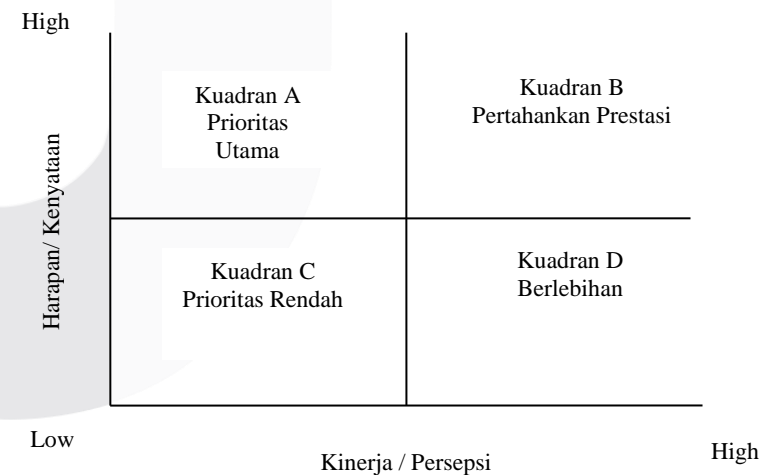 High
Kuadran A
Prioritas
Utama
Kuadran B
Pertahankan Prestasi
Harapan/ Kenyataan
Kuadran C
Prioritas Rendah
Kuadran D
Berlebihan
Low
Kinerja / Persepsi
High